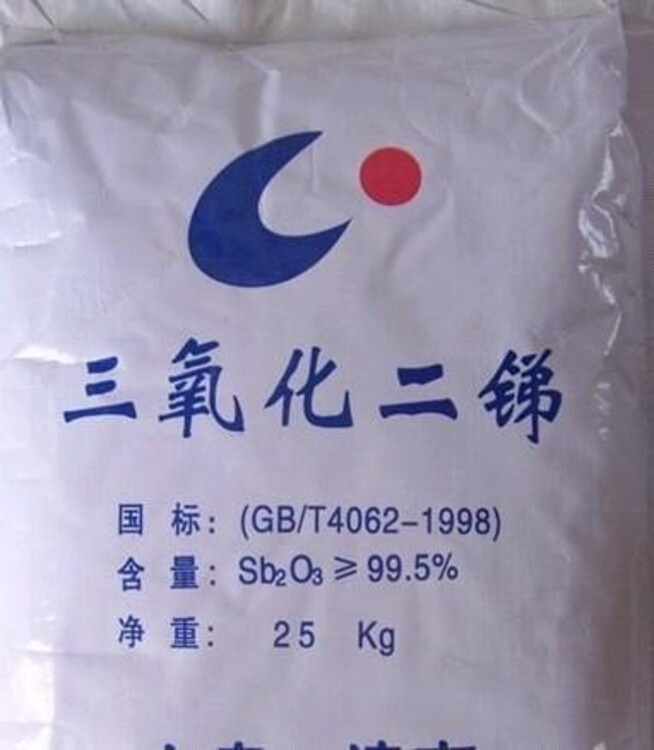 三氧化二锑
国 标：(GB/T4062-1998)
含 量：Sb₂O₃ ≥ 99.5%
净 重： 25 Kg